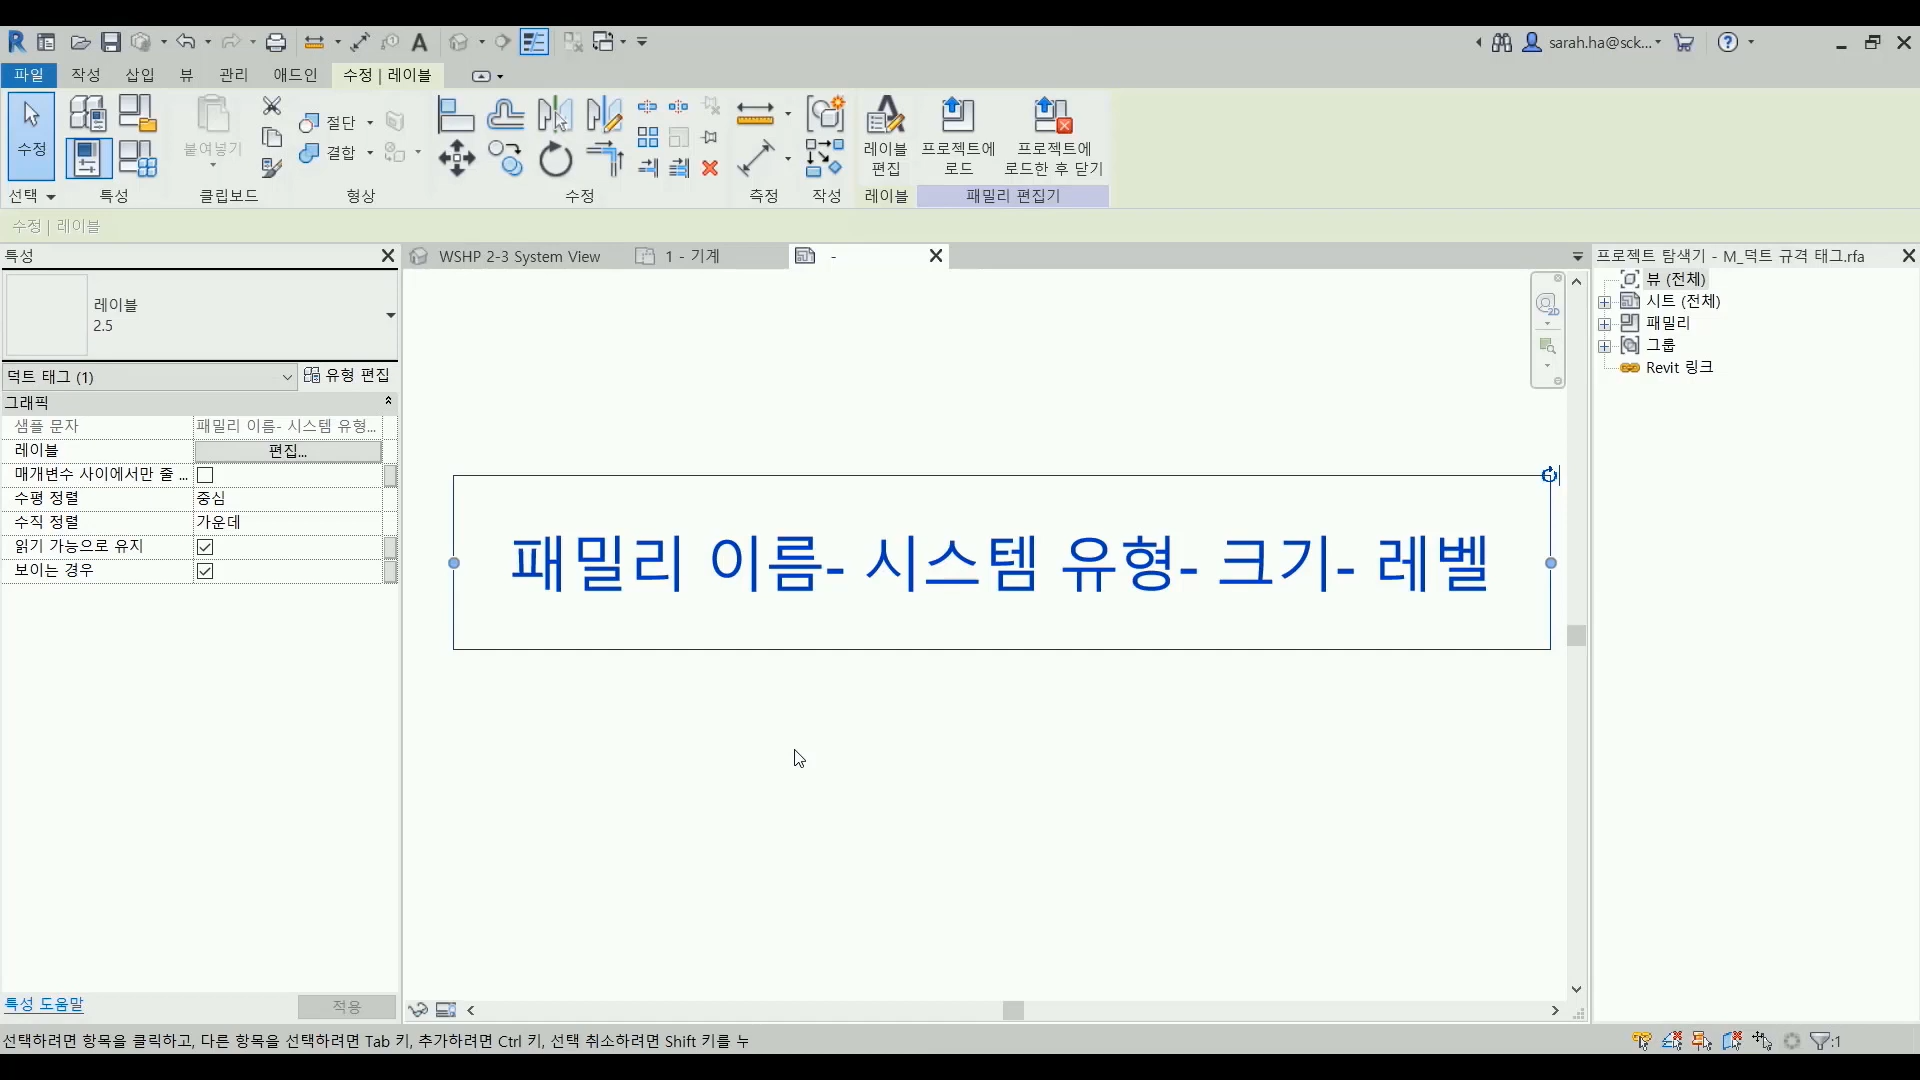 sarah.ha@sck...
파일 작성 삽입 뷰 관리 애드인 수정 | 레이블
수정
붙여넣기
절단
결합
레이블 편집
프로젝트에 로드
프로젝트에 로드한 후 닫기
선택 특성 클립보드 형상 수정 측정 작성 레이블 패밀리 편집기
수정 | 레이블
특성
WSHP 2-3 System View
1 - 기계
-
프로젝트 탐색기 - M_덕트 규격 태그.rfa
레이블
2.5
덕트 태그 (1)
유형 편집
그래픽
샘플 문자 패밀리 이름- 시스템 유형...
레이블 편집...
매개변수 사이에서만 줄 ...
수평 정렬 중심
수직 정렬 가운데
읽기 가능으로 유지
보이는 경우
패밀리 이름- 시스템 유형- 크기- 레벨
2D
뷰 (전체)
시트 (전체)
패밀리
그룹
Revit 링크
특성 도움말
적용
선택하려면 항목을 클릭하고, 다른 항목을 선택하려면 Tab 키, 추가하려면 Ctrl 키, 선택 취소하려면 Shift 키를 누
:1